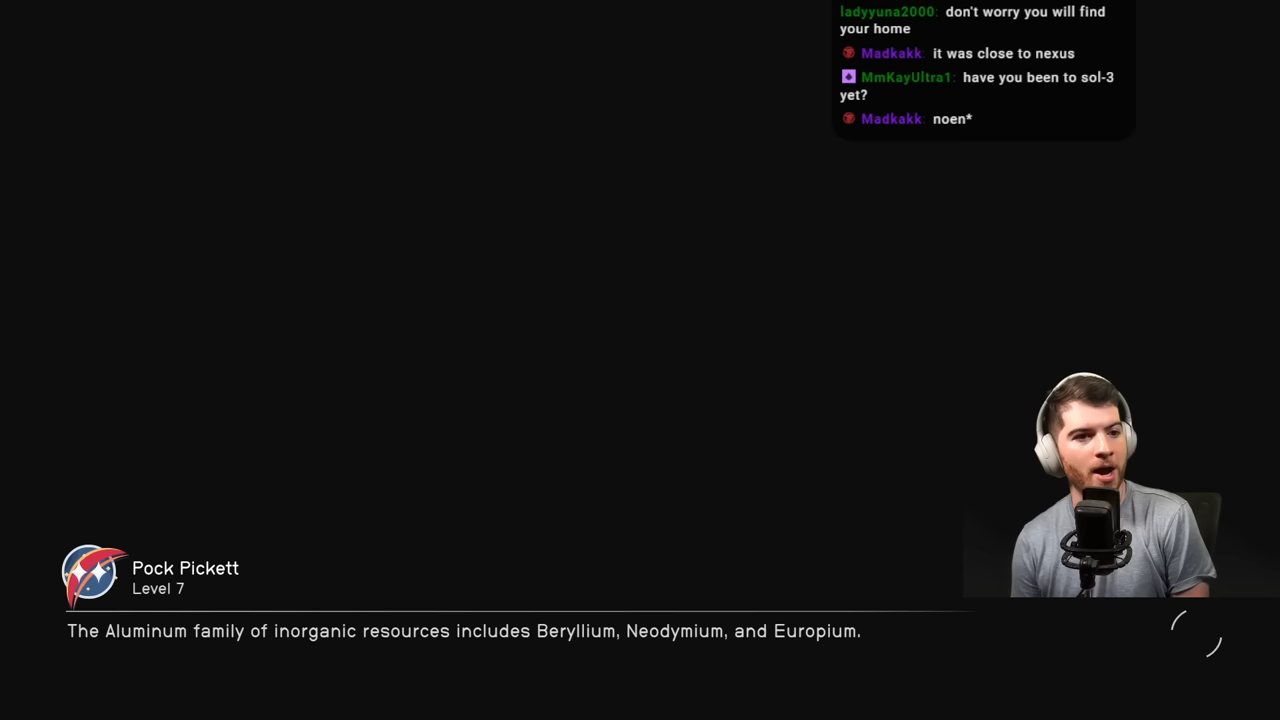 ladyyuna2000: don't worry you will find
your home
Madkakk: it was close to nexus
MmKayUltra1: have you been to sol-3
yet?
Madkakk: noen*
Pock Pickett
Level 7
The Aluminum family of inorganic resources includes Beryllium, Neodymium, and Europium.